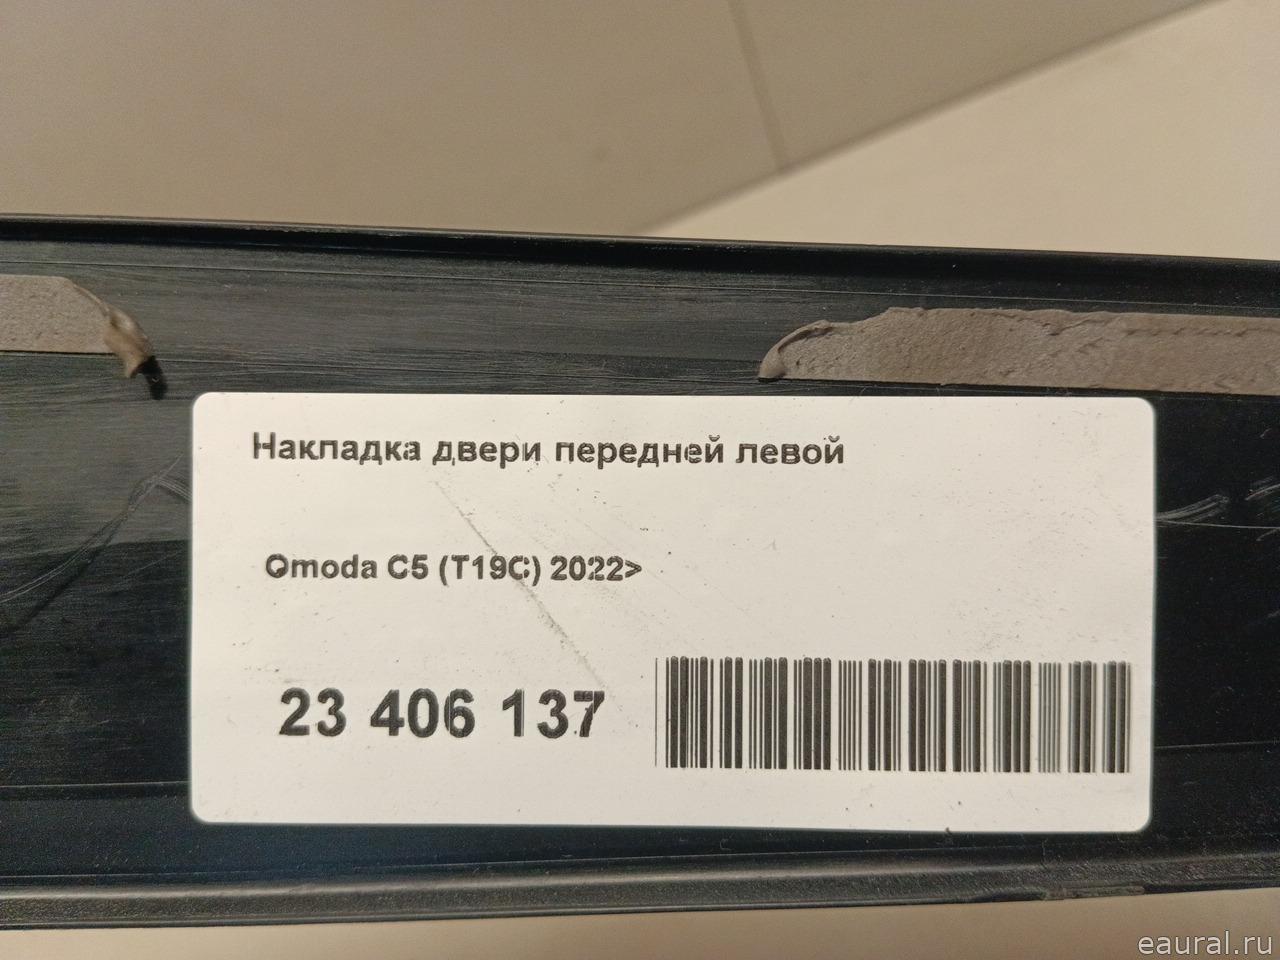 Накладка двери передней левой
Omoda C5 (T19C) 2022>
23 406 137
eaural.ru